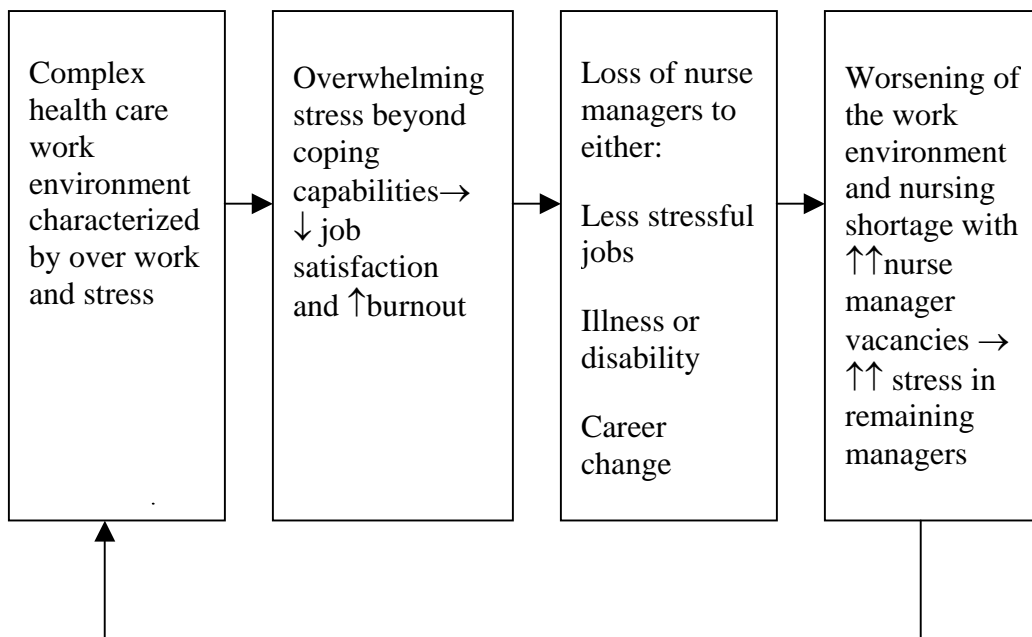 Complex
health care
work
environment
characterized
by over work
and stress
.
Overwhelming
stress beyond
coping
capabilities→
↓ job
satisfaction
and ↑burnout
Loss of nurse
managers to
either:
Less stressful
jobs
Illness or
disability
Career
change
Worsening of
the work
environment
and nursing
shortage with
↑↑nurse
manager
vacancies →
↑↑ stress in
remaining
managers